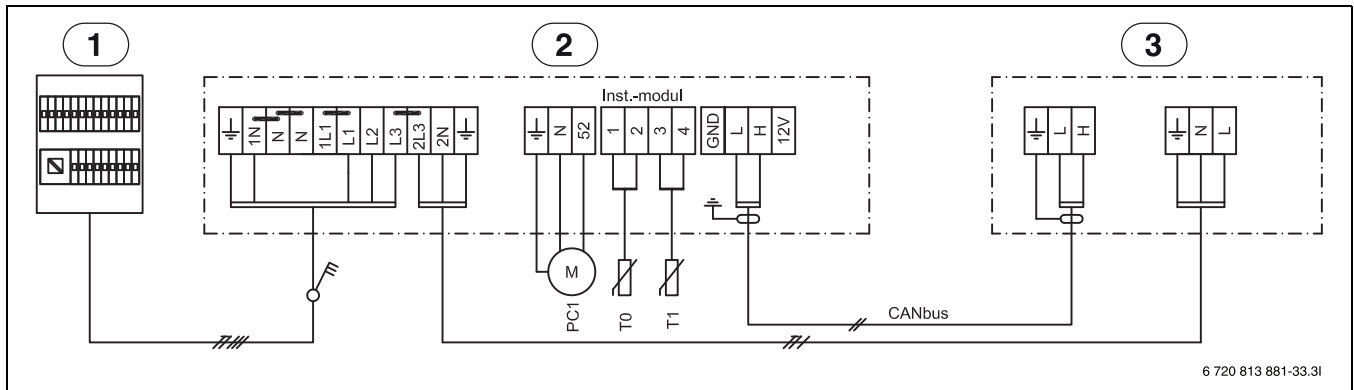 1
2
3
Inst.-modul
1N N N 1L1 L1 L2 L3 2L3 2N
N 52
1 2 3 4
GND L H 12V
L H
N L
M
PC1
T0
T1
CANbus
6 720 813 881-33.3I